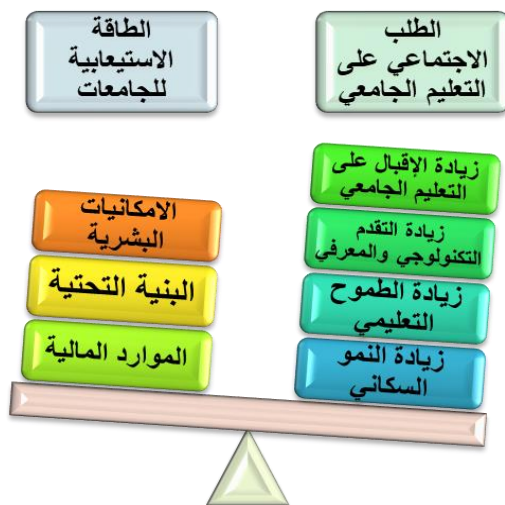 الطلب
الاجتماعي على
التعليم الجامعي
زيادة الإقبال على
التعليم الجامعي
زيادة التقدم
التكنولوجي والمعرفي
زيادة الطموح
التعليمي
زيادة النمو
السكاني
الطاقة
الاستيعابية
للجامعات
الامكانيات
البشرية
البنية التحتية
الموارد المالية